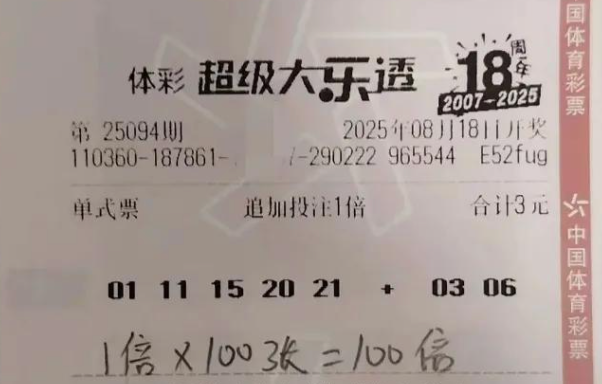 体彩 超级大乐透 18周年
2007-2025
第 25094期 2025年08月18日开奖
110360-187861- -290222 965544 E52fug
单式票 追加投注1倍 合计3元
01 11 15 20 21 + 03 06
1倍×100张=100倍
国体育彩票
中国体育彩票